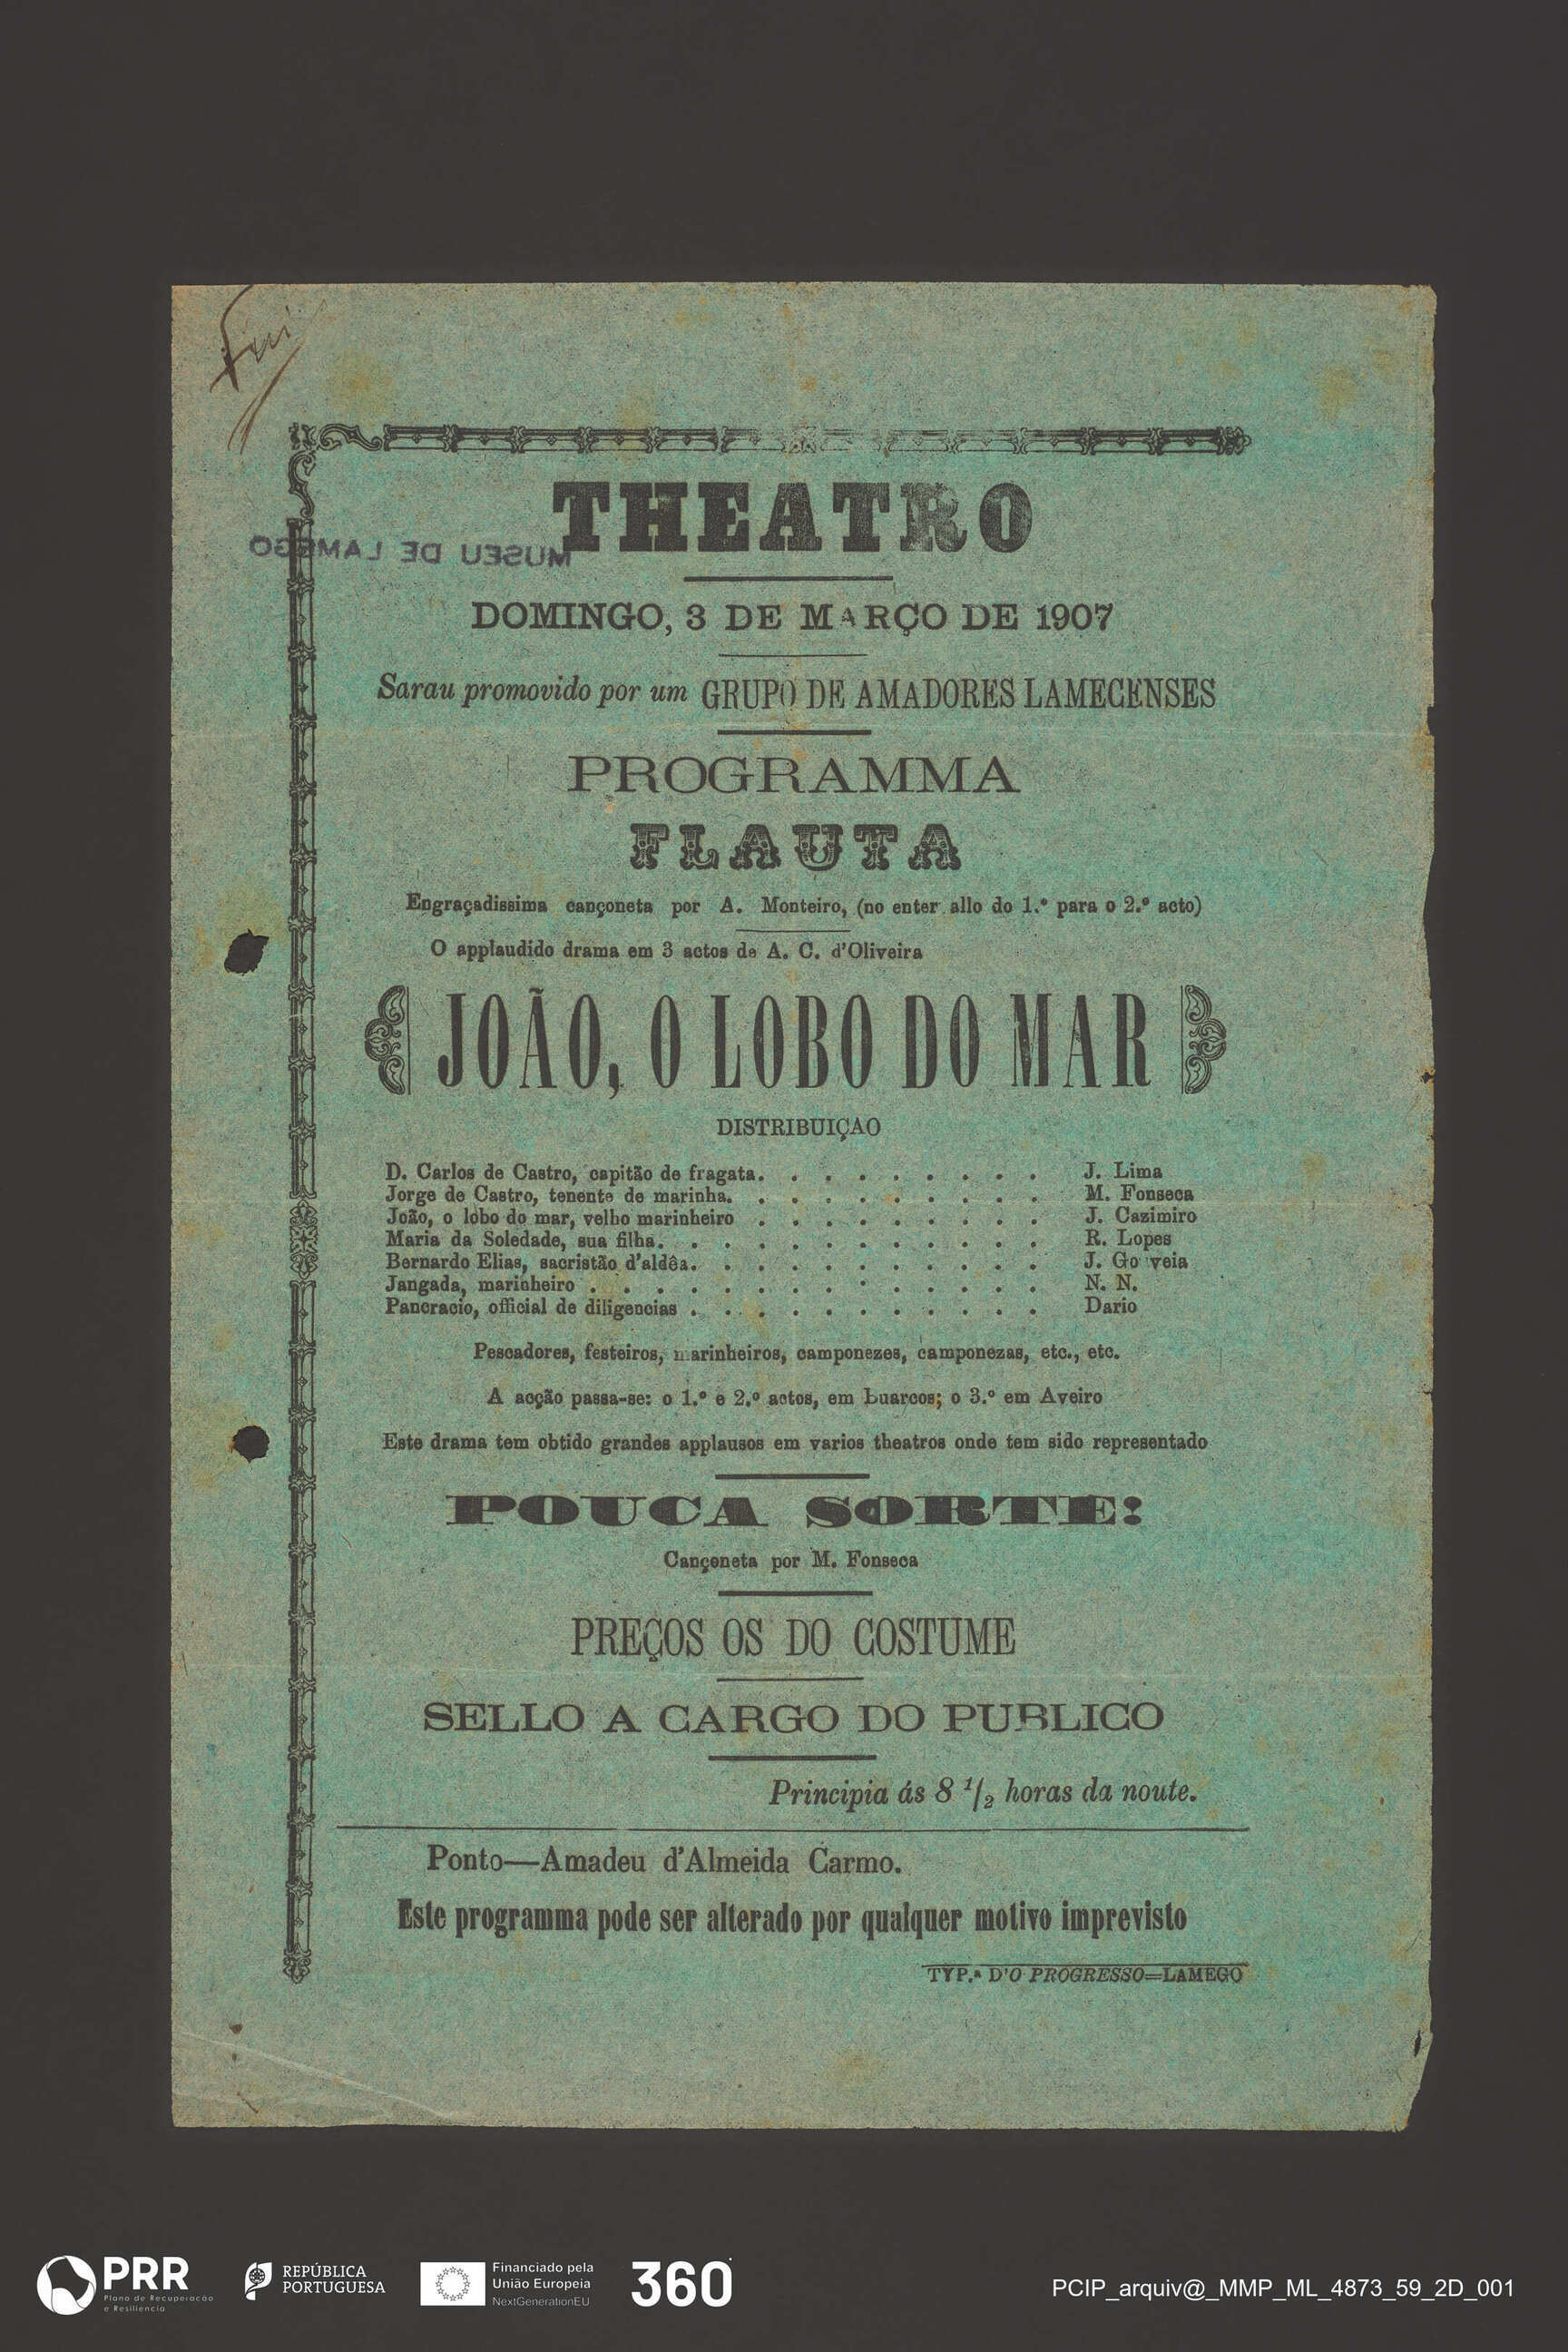 THEATRO
MUSEU DE LAMEGO
DOMINGO, 3 DE MARÇO DE 1907
Sarau promovido por um GRUPO DE AMADORES LAMECENSES
PROGRAMMA
FLAUTA
Engraçadissima cançoneta por A. Monteiro, (no enter allo do 1.º para o 2.º acto)
O applaudido drama em 3 actos de A. C. d'Oliveira
JOÃO, O LOBO DO MAR
DISTRIBUIÇAO
D. Carlos de Castro, capitão de fragata. . . . . . . . . J. Lima
Jorge de Castro, tenente de marinha. . . . . . . . . . M. Fonseca
João, o lobo do mar, velho marinheiro . . . . . . . . . J. Cazimiro
Maria da Soledade, sua filha. . . . . . . . . . . . R. Lopes
Bernardo Elias, sacristão d'aldêa. . . . . . . . . . . J. Go veia
Jangada, marinheiro . . . . . . . . . . . . . N. N.
Pancracio, official de diligencias . . . . . . . . . . . Dario
Pescadores, festeiros, marinheiros, camponezes, camponezas, etc., etc.
A acção passa-se: o 1.º e 2.º actos, em Buarcos; o 3.º em Aveiro
Este drama tem obtido grandes applausos em varios theatros onde tem sido representado
POUCA SORTE!
Cançoneta por M. Fonseca
PREÇOS OS DO COSTUME
SELLO A CARGO DO PUBLICO
Principia ás 8 1/2 horas da noute.
Ponto—Amadeu d'Almeida Carmo.
Este programma pode ser alterado por qualquer motivo imprevisto
TYP.ª D'O PROGRESSO=LAMEGO
PRR
Plano de Recuperação
e Resiliência
REPÚBLICA
PORTUGUESA
Financiado pela
União Europeia
NextGenerationEU
360
PCIP_arquiv@_MMP_ML_4873_59_2D_001